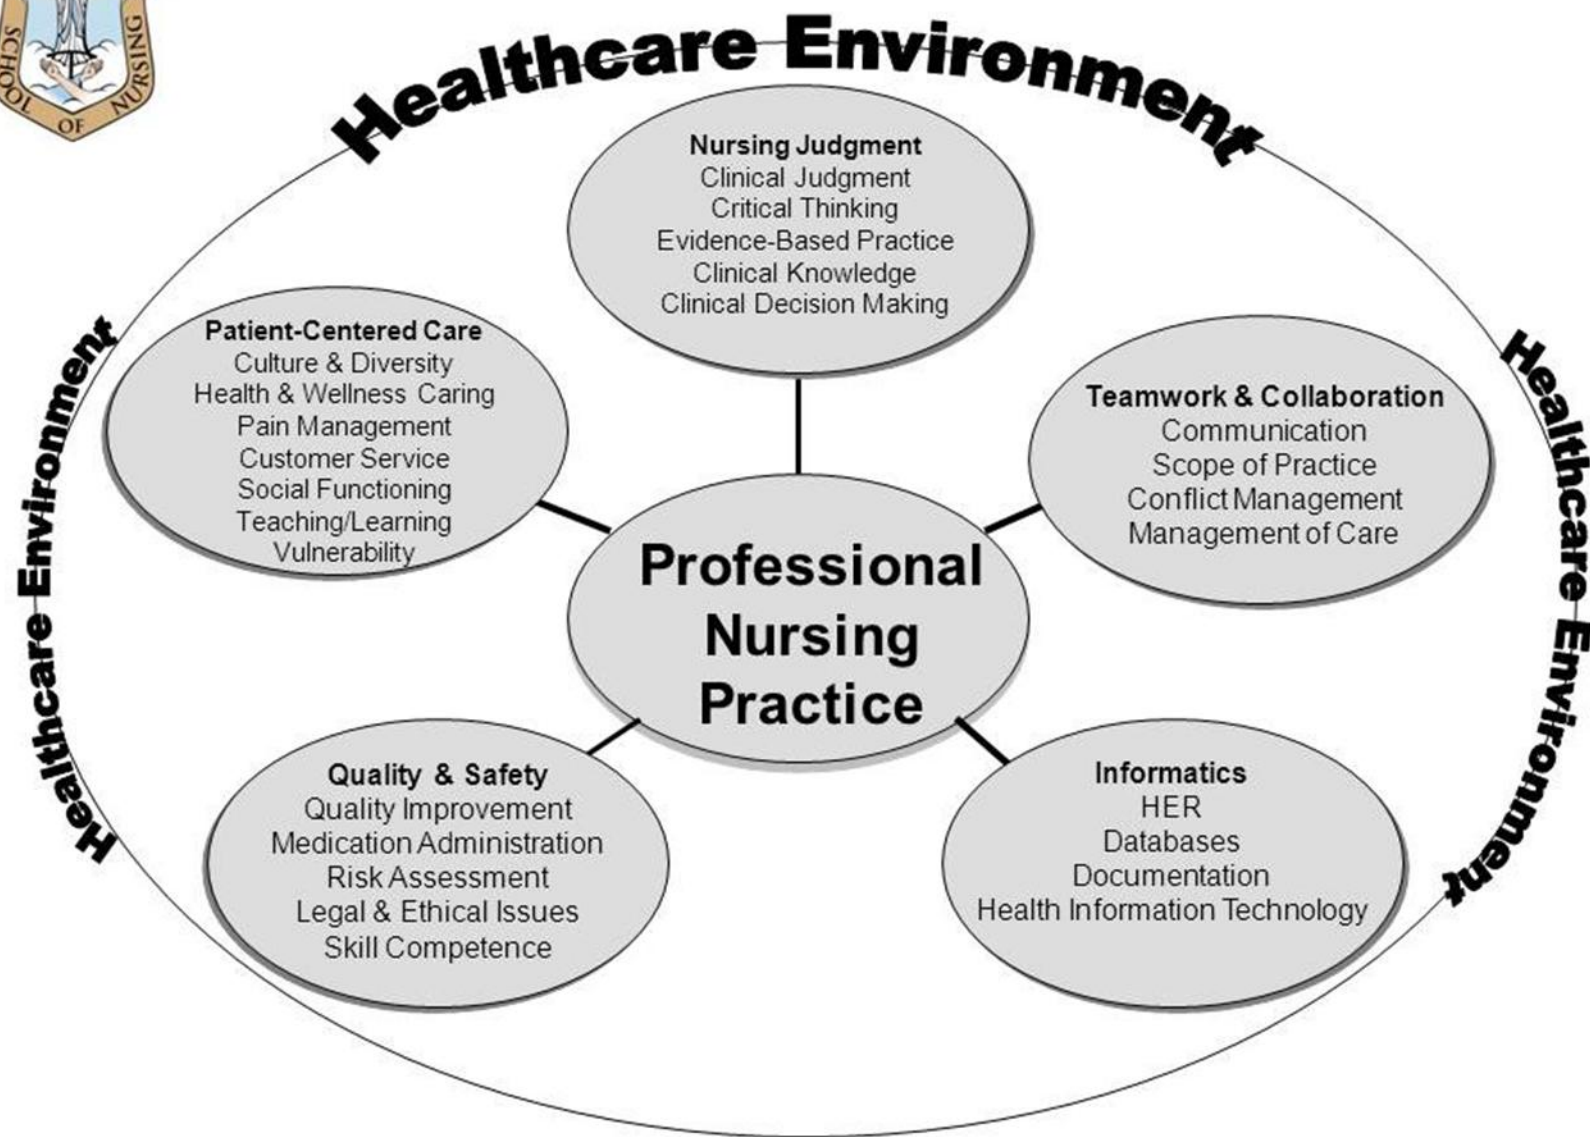 SCHOOL OF NURSING
Healthcare Environment
Nursing Judgment
Clinical Judgment
Critical Thinking
Evidence-Based Practice
Clinical Knowledge
Clinical Decision Making
Patient-Centered Care
Culture & Diversity
Health & Wellness Caring
Pain Management
Customer Service
Social Functioning
Teaching/Learning
Vulnerability
Teamwork & Collaboration
Communication
Scope of Practice
Conflict Management
Management of Care
Healthcare Environment
Healthcare Environment
Professional
Nursing
Practice
Quality & Safety
Quality Improvement
Medication Administration
Risk Assessment
Legal & Ethical Issues
Skill Competence
Informatics
HER
Databases
Documentation
Health Information Technology